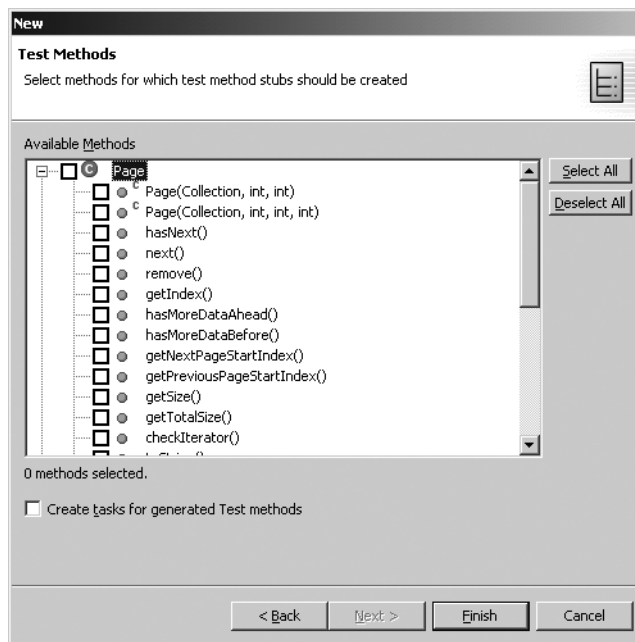 New
Test Methods
Select methods for which test method stubs should be created
Available Methods
Page
Page(Collection, int, int)
Page(Collection, int, int, int)
hasNext()
next()
remove()
getIndex()
hasMoreDataAhead()
hasMoreDataBefore()
getNextPageStartIndex()
getPreviousPageStartIndex()
getSize()
getTotalSize()
checkIterator()
Select All
Deselect All
0 methods selected.
Create tasks for generated Test methods
< Back
Next >
Finish
Cancel